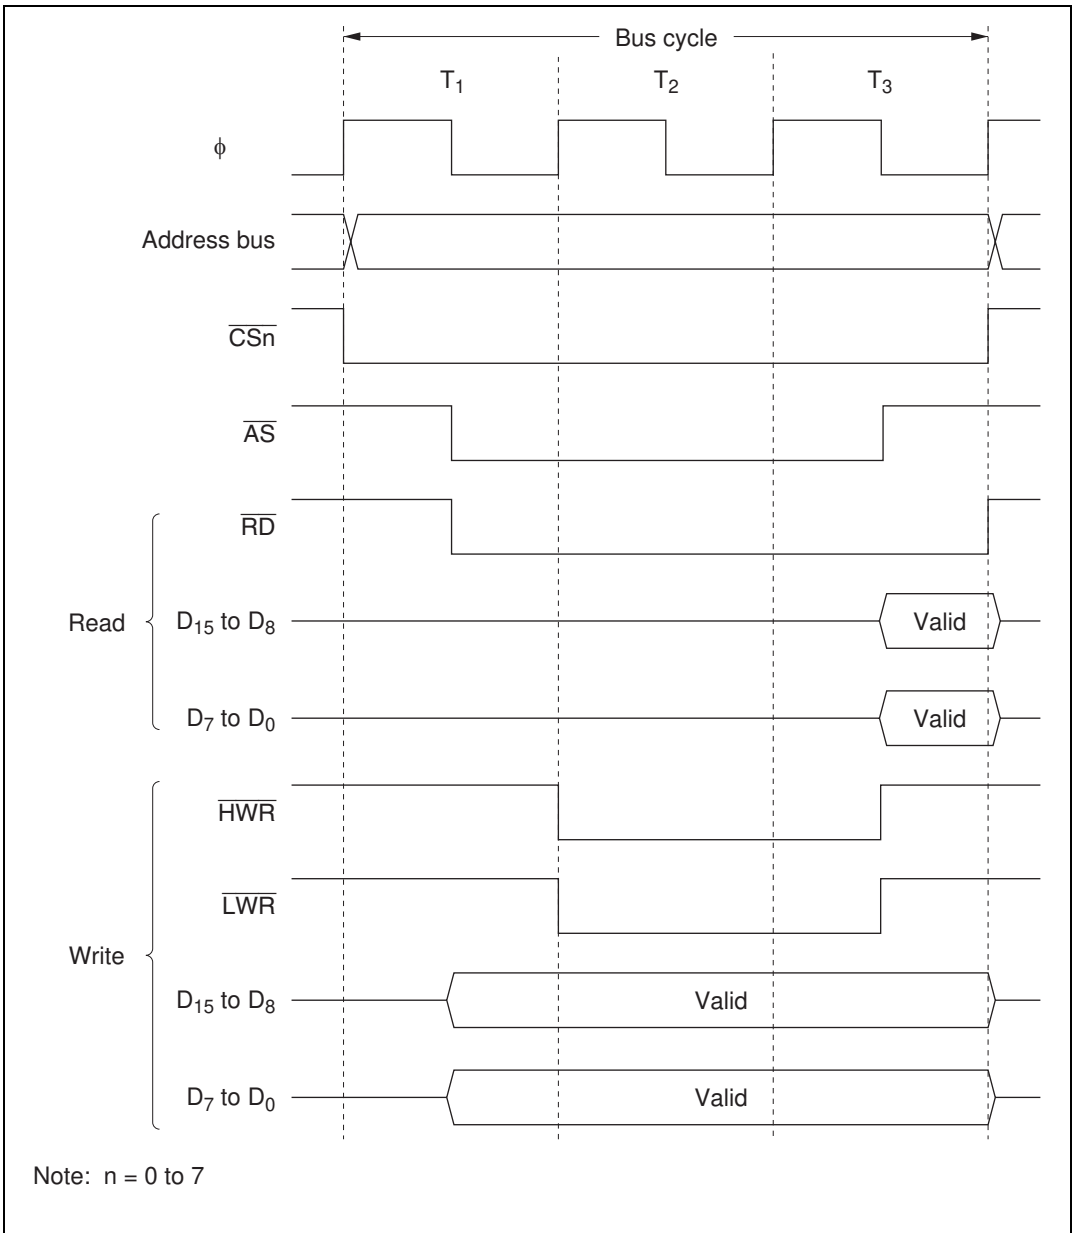 Bus cycle
T1 T2 T3
ϕ
Address bus
CSn
AS
RD
Read
D15 to D8 Valid
D7 to D0 Valid
HWR
LWR
Write
D15 to D8 Valid
D7 to D0 Valid
Note: n = 0 to 7